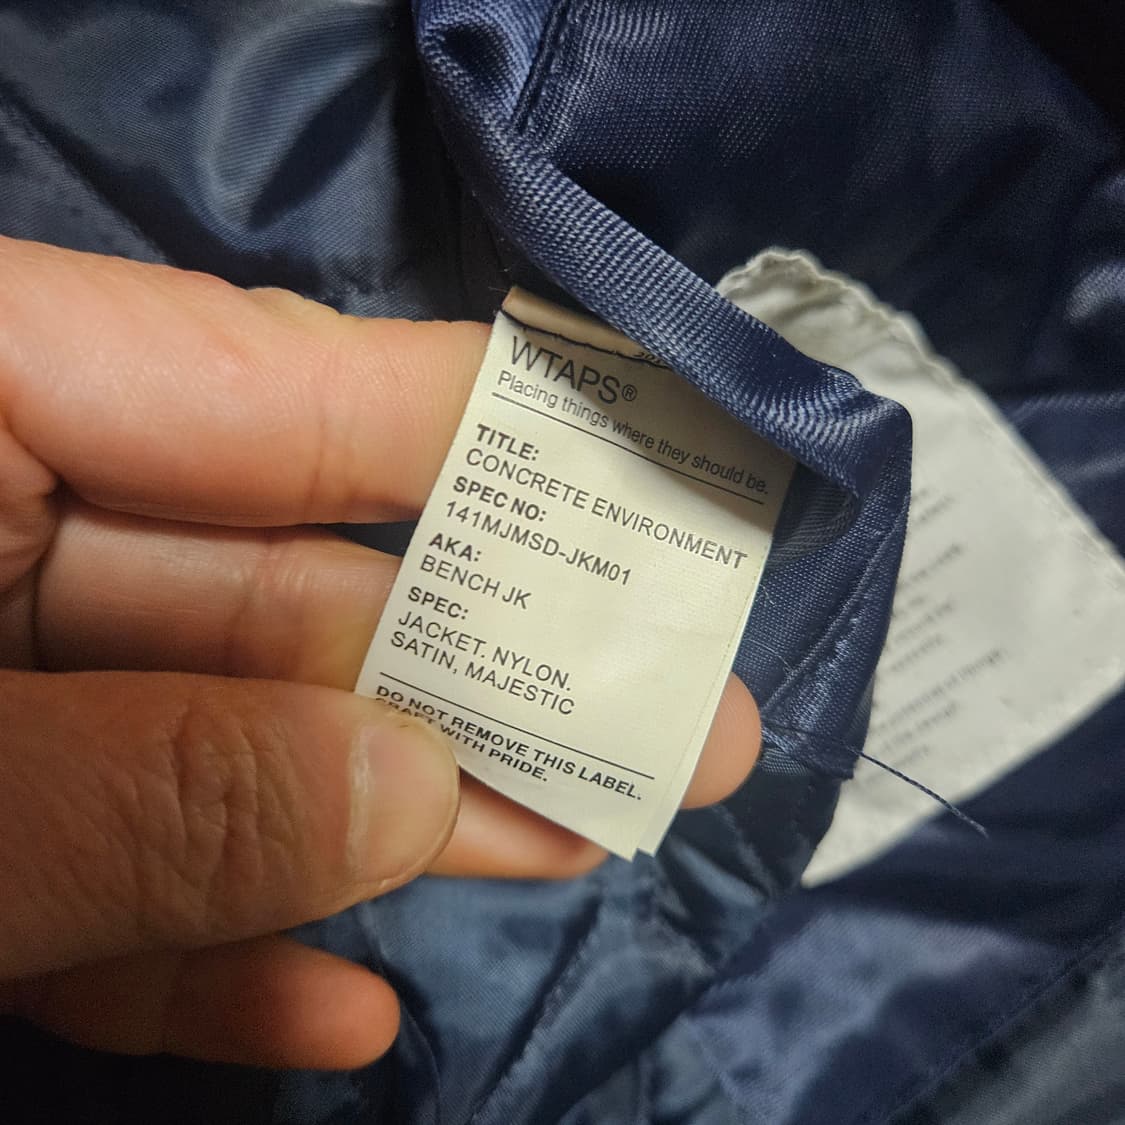 WTAPS®
Placing things where they should be.
TITLE:
CONCRETE ENVIRONMENT
SPEC NO:
141MJMSD-JKM01
AKA:
BENCH JK
SPEC:
JACKET. NYLON.
SATIN, MAJESTIC
DO NOT REMOVE THIS LABEL.
CRAFT WITH PRIDE.